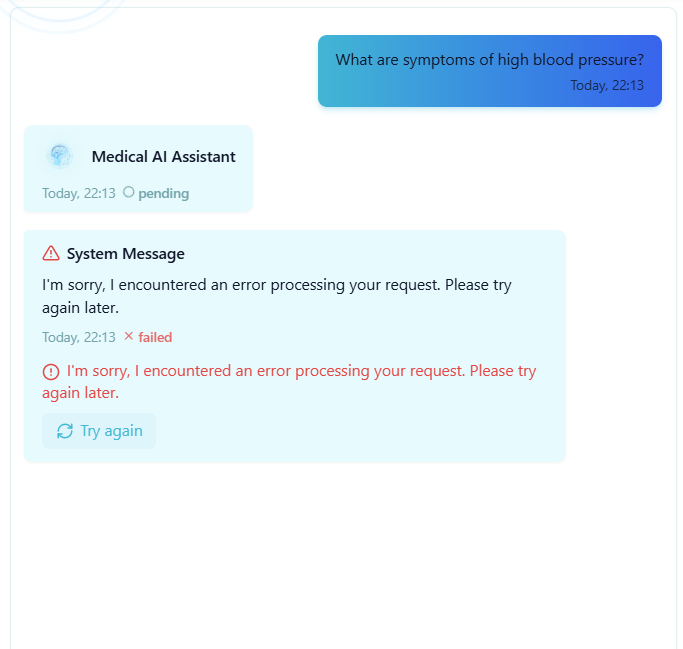 What are symptoms of high blood pressure?
Today, 22:13
Medical AI Assistant
Today, 22:13 pending
System Message
I'm sorry, I encountered an error processing your request. Please try
again later.
Today, 22:13 failed
I'm sorry, I encountered an error processing your request. Please try
again later.
Try again